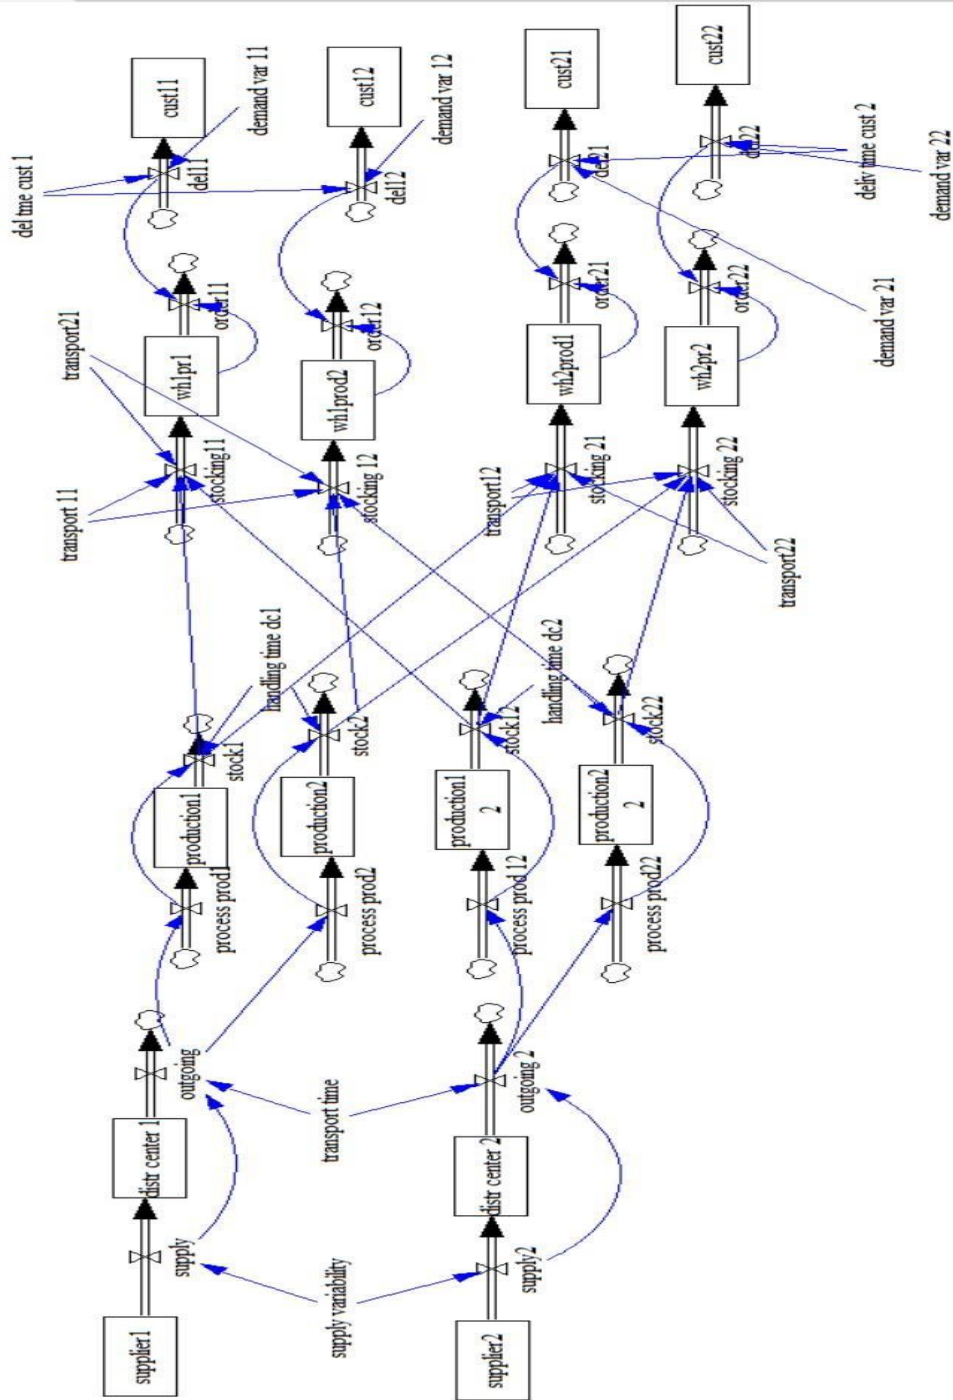 supplier1
supply
distr center 1
outgoing
process prod1
production1
stock1
stocking11
wh1pr1
order11
del11
cust11
del tme cust 1
demand var 11
transport21
transport 11
handling time dc1
process prod2
production2
stock2
stocking 12
wh1prod2
order12
del12
cust12
demand var 12
supply variability
transport time
supplier2
supply2
distr center 2
outgoing 2
process prod 12
production1
2
stock12
handling time dc2
transport12
stocking 21
wh2prod1
order21
del21
cust21
process prod22
production2
2
stock22
stocking 22
wh2pr2
order22
cust22
transport22
demand var 21
deliv time cust 2
demand var 22